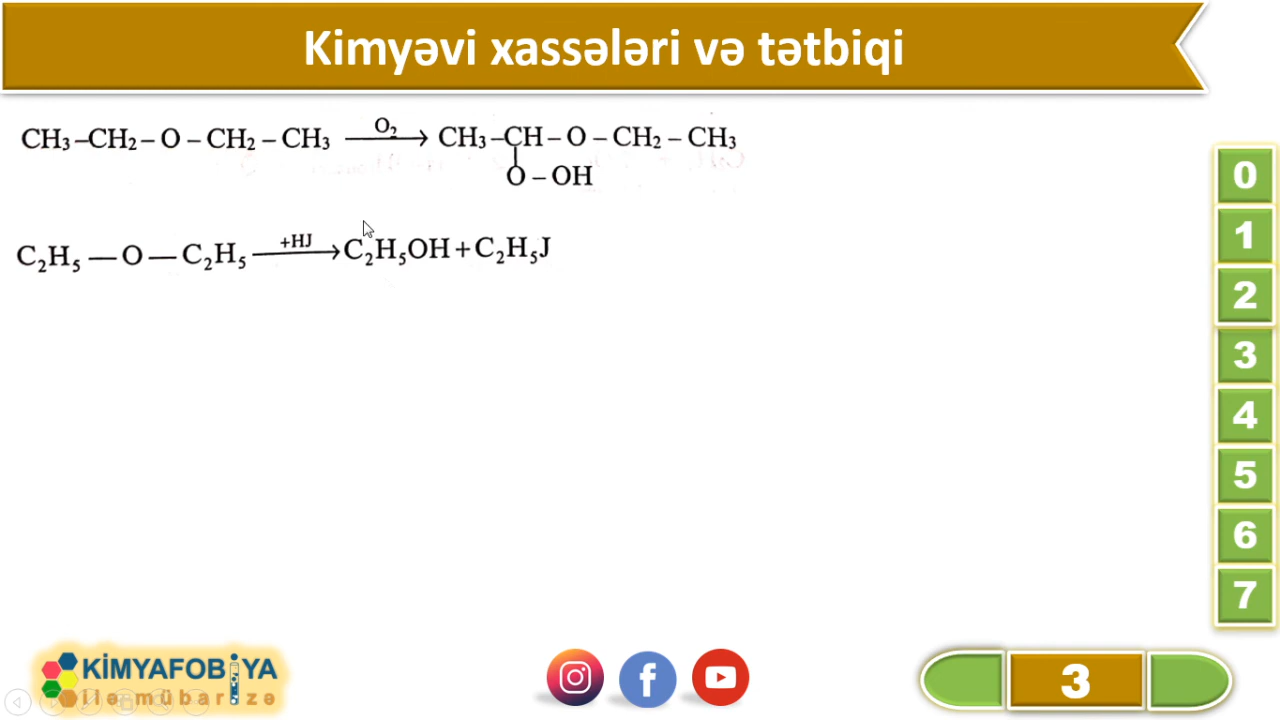 Kimyəvi xassələri və tətbiqi
CH₃–CH₂–O–CH₂–CH₃ O₂→ CH₃–CH–O–CH₂–CH₃
O–OH
C₂H₅—O—C₂H₅ +HJ→ C₂H₅OH+C₂H₅J
0
1
2
3
4
5
6
7
KİMYAFOBİYA
ilə mübarizə
3